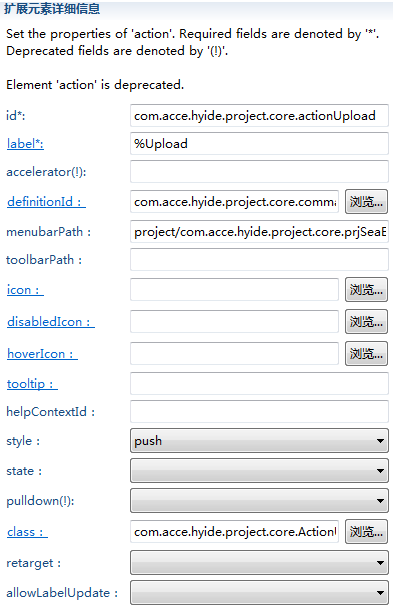 扩展元素详细信息
Set the properties of 'action'. Required fields are denoted by '*'.
Deprecated fields are denoted by '(!)'.
Element 'action' is deprecated.
id*: com.acce.hyide.project.core.actionUpload
label*: %Upload
accelerator(!):
definitionId : com.acce.hyide.project.core.comma 浏览...
menubarPath : project/com.acce.hyide.project.core.prjSeaE
toolbarPath :
icon : 浏览...
disabledIcon : 浏览...
hoverIcon : 浏览...
tooltip :
helpContextId :
style : push
state :
pulldown(!):
class : com.acce.hyide.project.core.ActionU 浏览...
retarget :
allowLabelUpdate :